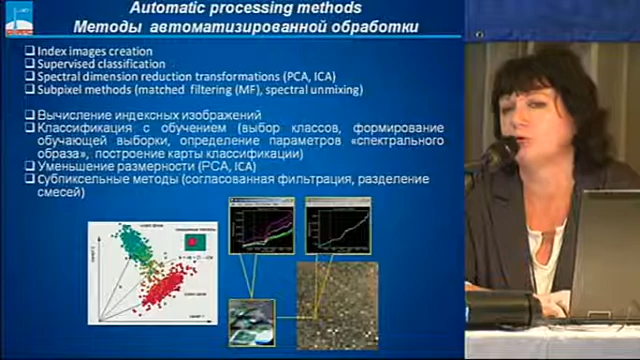 Automatic processing methods
Методы автоматизированной обработки
Index images creation
Supervised classification
Spectral dimension reduction transformations (PCA, ICA)
Subpixel methods (matched filtering (MF), spectral unmixing)
Вычисление индексных изображений
Классификация с обучением (выбор классов, формирование
обучающей выборки, определение параметров «спектрального
образа», построение карты классификации)
Уменьшение размерности (PCA, ICA)
Субпиксельные методы (согласованная фильтрация, разделение
смесей)